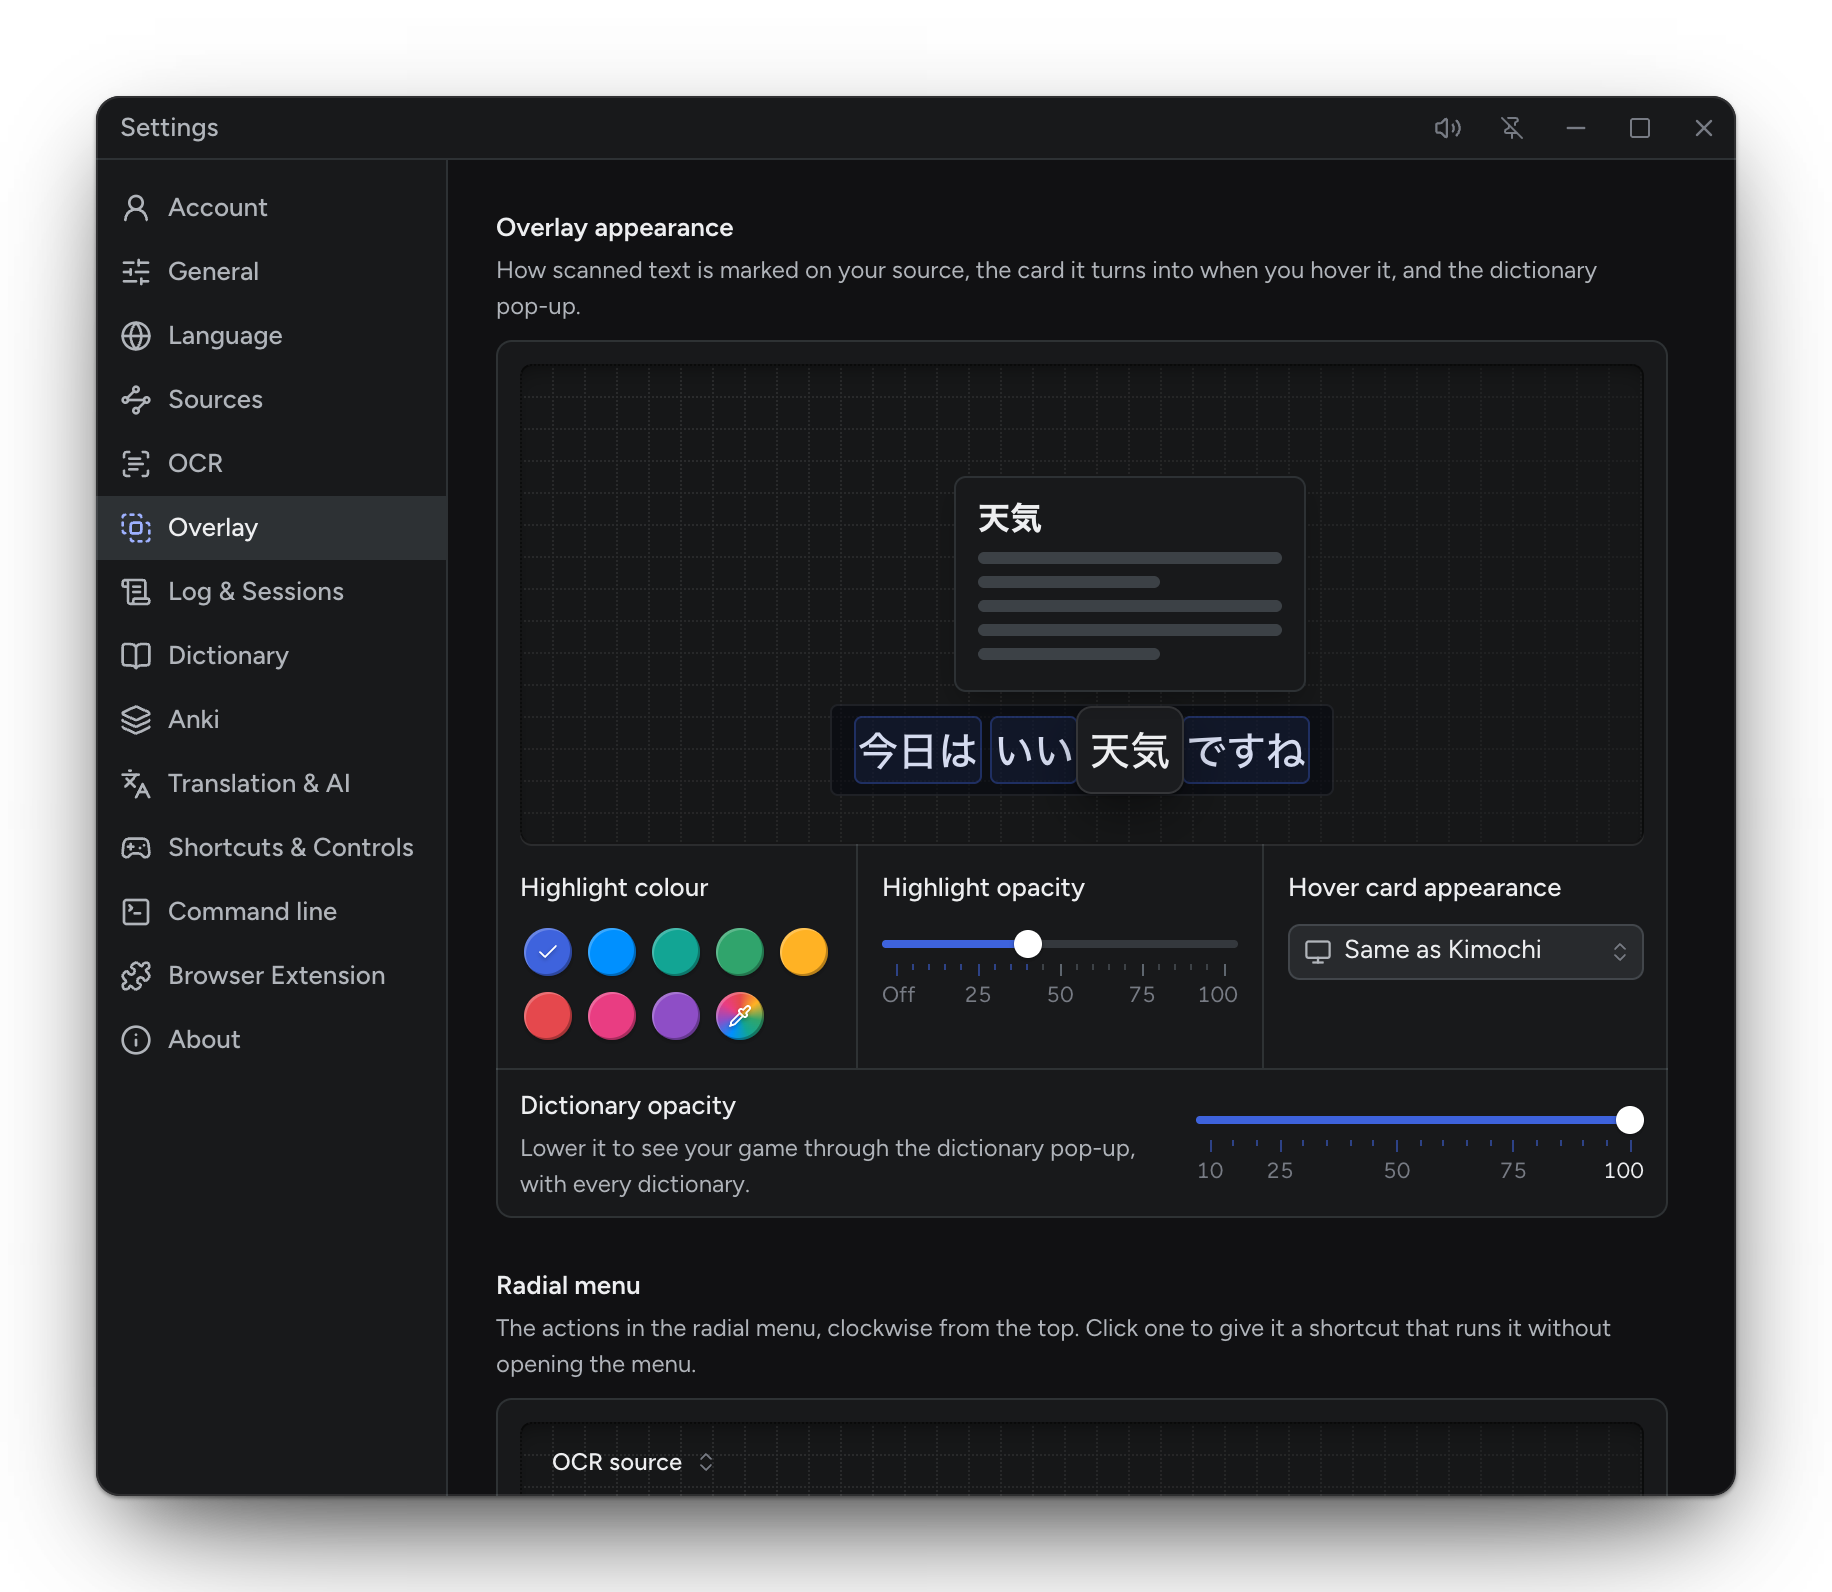 Settings
Account
General
Language
Sources
OCR
Overlay
Log & Sessions
Dictionary
Anki
Translation & AI
Shortcuts & Controls
Command line
Browser Extension
About
Overlay appearance
How scanned text is marked on your source, the card it turns into when you hover it, and the dictionary
pop-up.
天気
今日は いい 天気 ですね
Highlight colour
Highlight opacity
Off 25 50 75 100
Hover card appearance
Same as Kimochi
Dictionary opacity
Lower it to see your game through the dictionary pop-up,
with every dictionary.
10 25 50 75 100
Radial menu
The actions in the radial menu, clockwise from the top. Click one to give it a shortcut that runs it without
opening the menu.
OCR source